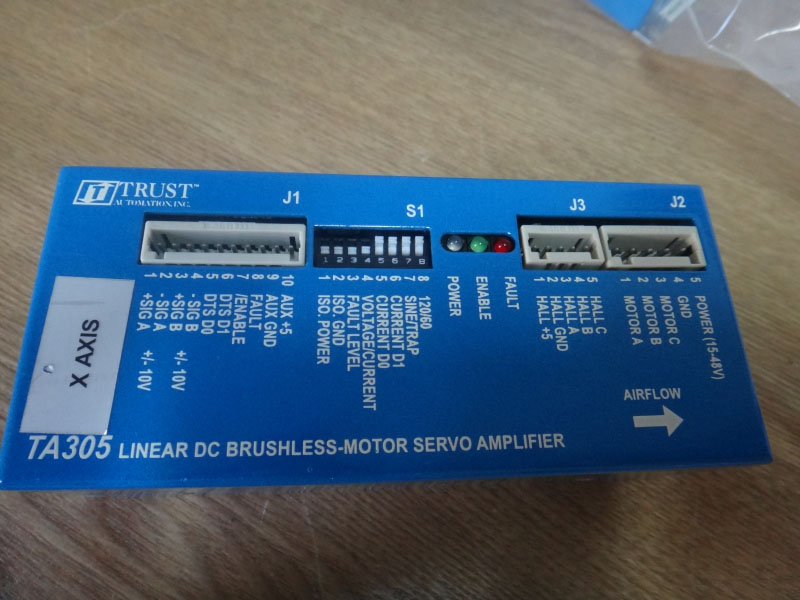 TRUST™
AUTOMATION, INC.
J1
S1
J3
J2
1 2 3 4 5 6 7 8
1 +SIG A +/- 10V
2 - SIG A
3 +SIG B +/- 10V
4 - SIG B
5 DTS D0
6 DTS D1
7 /ENABLE
8 FAULT
9 AUX GND
10 AUX +5
1 ISO. POWER
2 ISO. GND
3 FAULT LEVEL
4 VOLTAGE/CURRENT
5 CURRENT D0
6 CURRENT D1
7 SINE/TRAP
8 120/60
POWER
ENABLE
FAULT
1 HALL +5
2 HALL GND
3 HALL A
4 HALL B
5 HALL C
1 MOTOR A
2 MOTOR B
3 MOTOR C
4 GND
5 POWER (15-48V)
X AXIS
AIRFLOW
TA305 LINEAR DC BRUSHLESS-MOTOR SERVO AMPLIFIER